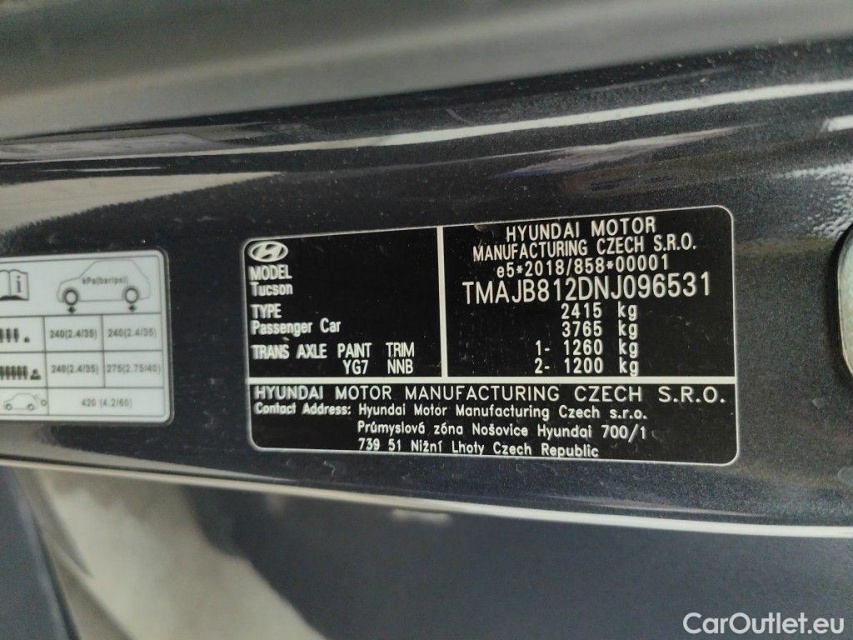 kPa(bar/psi)
240(2.4/35) 240(2.4/35)
240(2.4/35) 275(2.75/40)
420 (4.2/60)
MODEL
Tucson
TYPE
Passenger Car
TRANS AXLE PAINT TRIM
YG7 NNB
HYUNDAI MOTOR
MANUFACTURING CZECH S.R.O.
e5*2018/858*00001
TMAJB812DNJ096531
2415 kg
3765 kg
1- 1260 kg
2- 1200 kg
HYUNDAI MOTOR MANUFACTURING CZECH S.R.O.
Contact Address: Hyundai Motor Manufacturing Czech s.r.o.
Průmyslová zóna Nošovice Hyundai 700/1
739 51 Nižní Lhoty Czech Republic
CarOutlet.eu